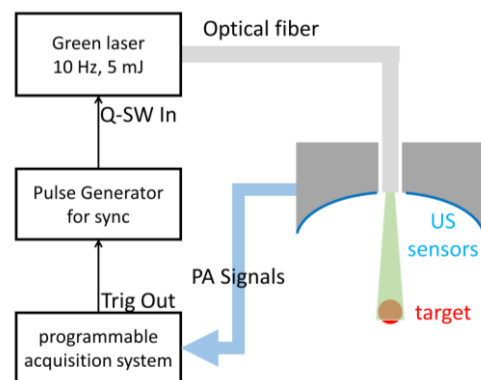 Green laser
10 Hz, 5 mJ
Optical fiber
Q-SW In
Pulse Generator
for sync
US
sensors
PA Signals
Trig Out
target
programmable
acquisition system